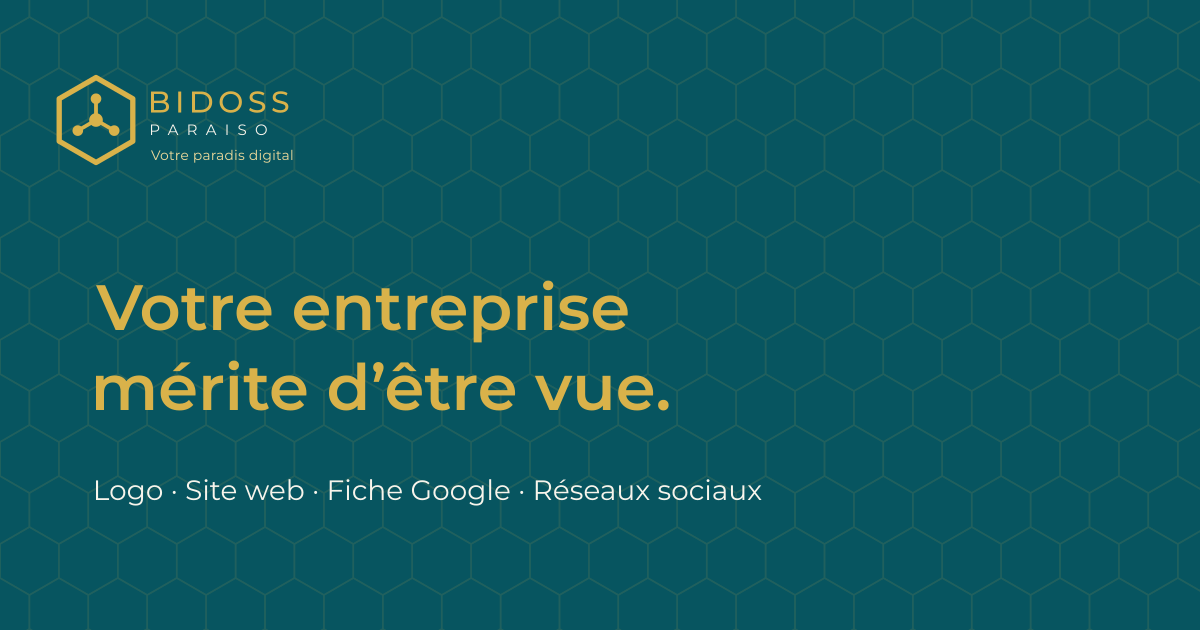 BIDOSS
PARAISO
Votre paradis digital
Votre entreprise
mérite d’être vue.
Logo · Site web · Fiche Google · Réseaux sociaux